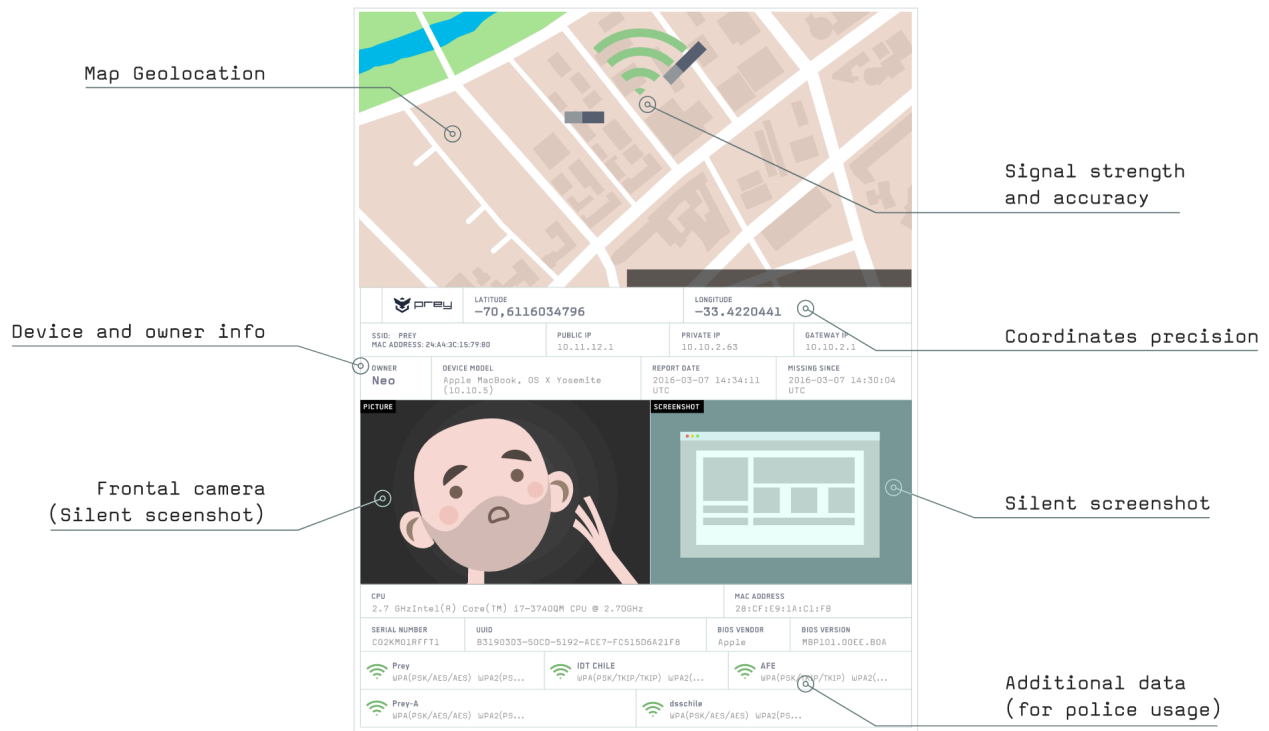 Map Geolocation
Signal strength
and accuracy
prey
LATITUDE
-70,6116034796
LONGITUDE
-33.4220441
Device and owner info
Coordinates precision
SSID: PREY
MAC ADDRESS: 24:A4:3C:15:79:80
PUBLIC IP
10.11.12.1
PRIVATE IP
10.10.2.63
GATEWAY IP
10.10.2.1
OWNER
Neo
DEVICE MODEL
Apple MacBook, OS X Yosemite
(10.10.5)
REPORT DATE
2016-03-07 14:34:11
UTC
MISSING SINCE
2016-03-07 14:30:04
UTC
PICTURE
SCREENSHOT
Frontal camera
(Silent sceenshot)
Silent screenshot
CPU
2.7 GHzIntel(R) Core(TM) i7-3740QM CPU @ 2.70GHz
MAC ADDRESS
28:CF:E9:1A:C1:FB
SERIAL NUMBER
C02KM01RFFT1
UUID
B31903D3-50CD-5192-ACE7-FC515D6A21F8
BIOS VENDOR
Apple
BIOS VERSION
MBP101.00EE.B0A
Prey
WPA(PSK/AES/AES) WPA2(PS...
IDT CHILE
WPA(PSK/TKIP/TKIP) WPA2(...
AFE
WPA(PSK/TKIP/TKIP) WPA2(...
Prey-A
WPA(PSK/AES/AES) WPA2(PS...
dsschile
WPA(PSK/AES/AES) WPA2(PS...
Additional data
(for police usage)